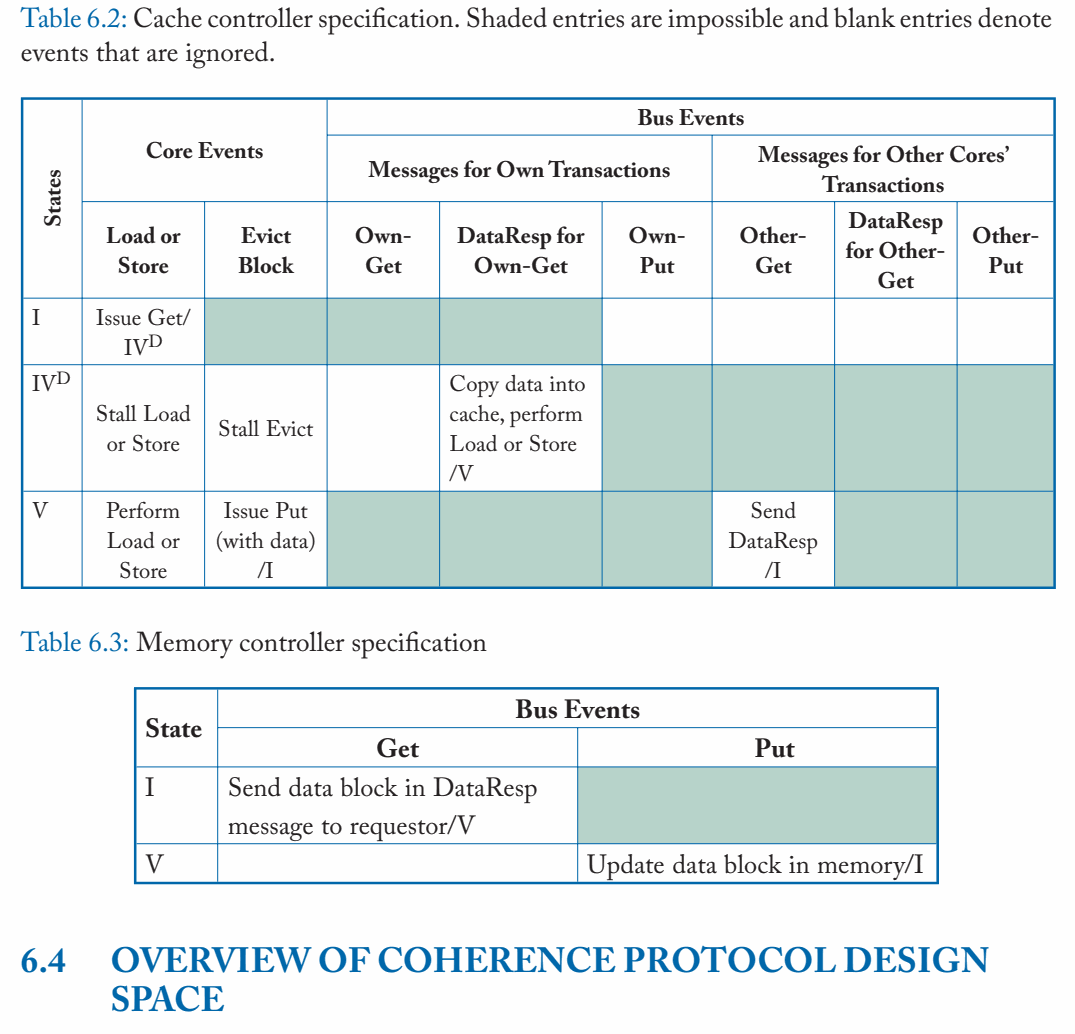 Table 6.2: Cache controller specification. Shaded entries are impossible and blank entries denote
events that are ignored.
States
Core Events
Bus Events
Messages for Own Transactions
Messages for Other Cores’
Transactions
Load or
Store
Evict
Block
Own-
Get
DataResp for
Own-Get
Own-
Put
Other-
Get
DataResp
for Other-
Get
Other-
Put
I
Issue Get/
IVD
IVD
Stall Load
or Store
Stall Evict
Copy data into
cache, perform
Load or Store
/V
V
Perform
Load or
Store
Issue Put
(with data)
/I
Send
DataResp
/I
Table 6.3: Memory controller specification
State
Bus Events
Get
Put
I
Send data block in DataResp
message to requestor/V
V
Update data block in memory/I
6.4 OVERVIEW OF COHERENCE PROTOCOL DESIGN
SPACE